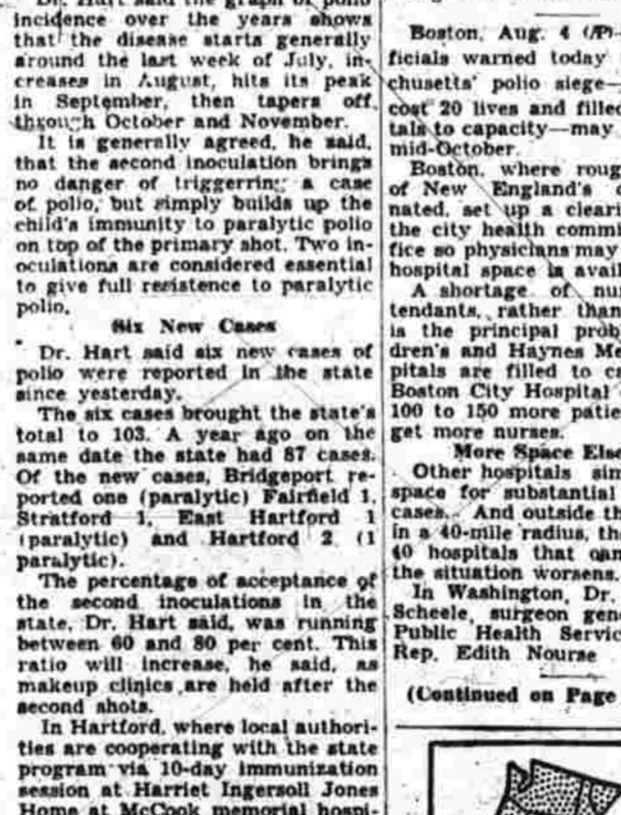 Dr. Hart said the graph of polio
incidence over the years shows
that the disease starts generally
around the last week of July, in-
creases in August, hits its peak
in September, then tapers off
through October and November.
It is generally agreed, he said,
that the second inoculation brings
no danger of triggerring a case
of polio, but simply builds up the
child's immunity to paralytic polio
on top of the primary shot. Two in-
oculations are considered essential
to give full resistence to paralytic
polio.
Six New Cases
Dr. Hart said six new cases of
polio were reported in the state
since yesterday.
The six cases brought the state's
total to 103. A year ago on the
same date the state had 87 cases.
Of the new cases, Bridgeport re-
ported one (paralytic) Fairfield 1,
Stratford 1, East Hartford 1
(paralytic) and Hartford 2 (1
paralytic).
The percentage of acceptance of
the second inoculations in the
state, Dr. Hart said, was running
between 60 and 80 per cent. This
ratio will increase, he said, as
makeup clinics are held after the
second shots.
In Hartford, where local authori-
ties are cooperating with the state
program via 10-day immunization
session at Harriet Ingersoll Jones
Home at McCook memorial hospi-
Boston, Aug. 4 (AP)—
ficials warned today
chusetts' polio siege—
cost 20 lives and filled
tals to capacity—may
mid-October.
Boston, where roug
of New England's
nated, set up a cleari
the city health commi
fice so physicians may
hospital space is avail
A shortage of nu
tendants, rather than
is the principal prob
dren's and Haynes Me
pitals are filled to ca
Boston City Hospital
100 to 150 more patie
get more nurses.
More Space Else
Other hospitals sim
space for substantial
cases. And outside th
in a 40-mile radius, th
40 hospitals that can
the situation worsens.
In Washington, Dr.
Scheele, surgeon gen
Public Health Servic
Rep. Edith Nourse
(Continued on Page